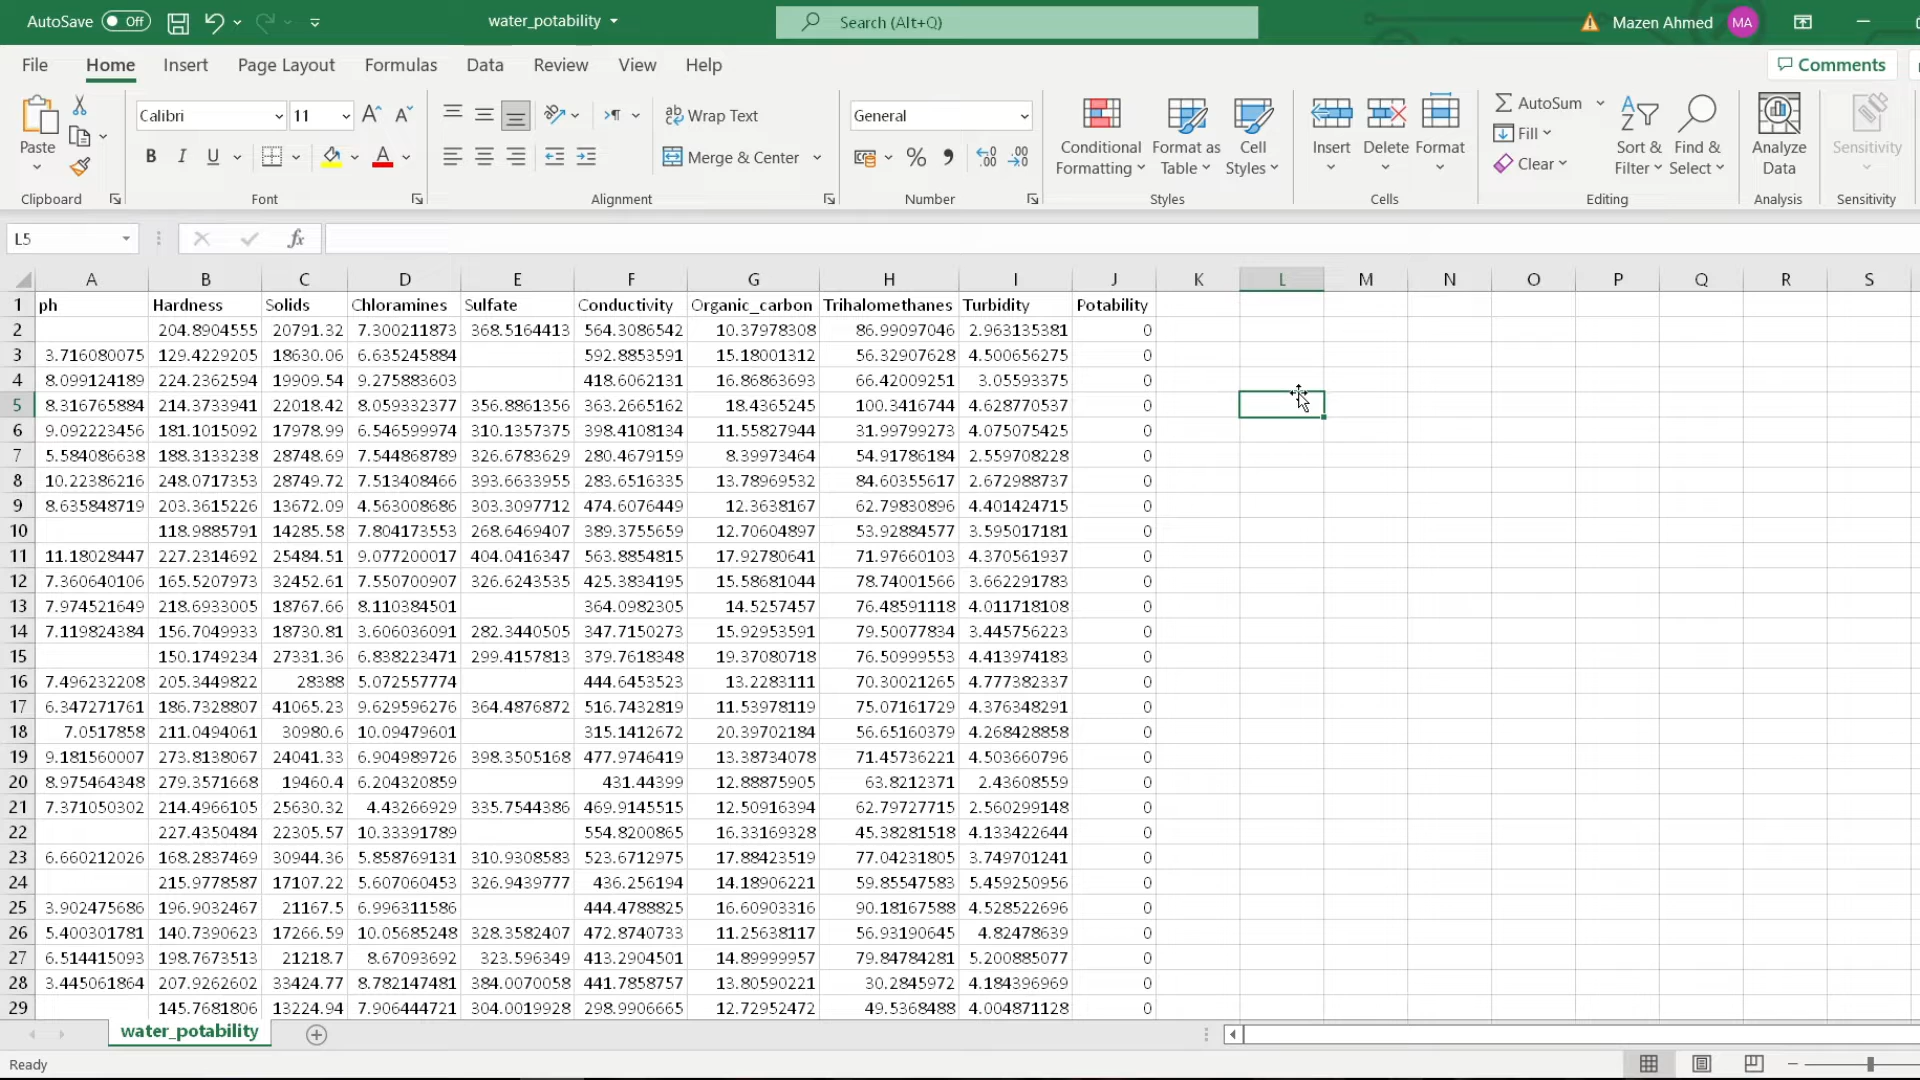 AutoSave Off water_potability Search (Alt+Q) Mazen Ahmed MA
File Home Insert Page Layout Formulas Data Review View Help Comments
Calibri 11 Wrap Text General AutoSum
Paste B I U A Merge & Center % Conditional Formatting Format as Table Cell Styles Insert Delete Format Fill Clear Sort & Filter Find & Select Analyze Data Sensitivity
Clipboard Font Alignment Number Styles Cells Editing Analysis Sensitivity
L5 fx
A B C D E F G H I J K L M N O P Q R S
1 ph Hardness Solids Chloramines Sulfate Conductivity Organic_carbon Trihalomethanes Turbidity Potability
2 204.8904555 20791.32 7.300211873 368.5164413 564.3086542 10.37978308 86.99097046 2.963135381 0
3 3.716080075 129.4229205 18630.06 6.635245884 592.8853591 15.18001312 56.32907628 4.500656275 0
4 8.099124189 224.2362594 19909.54 9.275883603 418.6062131 16.86863693 66.42009251 3.05593375 0
5 8.316765884 214.3733941 22018.42 8.059332377 356.8861356 363.2665162 18.4365245 100.3416744 4.628770537 0
6 9.092223456 181.1015092 17978.99 6.546599974 310.1357375 398.4108134 11.55827944 31.99799273 4.075075425 0
7 5.584086638 188.3133238 28748.69 7.544868789 326.6783629 280.4679159 8.39973464 54.91786184 2.559708228 0
8 10.22386216 248.0717353 28749.72 7.513408466 393.6633955 283.6516335 13.78969532 84.60355617 2.672988737 0
9 8.635848719 203.3615226 13672.09 4.563008686 303.3097712 474.6076449 12.3638167 62.79830896 4.401424715 0
10 118.9885791 14285.58 7.804173553 268.6469407 389.3755659 12.70604897 53.92884577 3.595017181 0
11 11.18028447 227.2314692 25484.51 9.077200017 404.0416347 563.8854815 17.92780641 71.97660103 4.370561937 0
12 7.360640106 165.5207973 32452.61 7.550700907 326.6243535 425.3834195 15.58681044 78.74001566 3.662291783 0
13 7.974521649 218.6933005 18767.66 8.110384501 364.0982305 14.5257457 76.48591118 4.011718108 0
14 7.119824384 156.7049933 18730.81 3.606036091 282.3440505 347.7150273 15.92953591 79.50077834 3.445756223 0
15 150.1749234 27331.36 6.838223471 299.4157813 379.7618348 19.37080718 76.50999553 4.413974183 0
16 7.496232208 205.3449822 28388 5.072557774 444.6453523 13.2283111 70.30021265 4.777382337 0
17 6.347271761 186.7328807 41065.23 9.629596276 364.4876872 516.7432819 11.53978119 75.07161729 4.376348291 0
18 7.0517858 211.0494061 30980.6 10.09479601 315.1412672 20.39702184 56.65160379 4.268428858 0
19 9.181560007 273.8138067 24041.33 6.904989726 398.3505168 477.9746419 13.38734078 71.45736221 4.503660796 0
20 8.975464348 279.3571668 19460.4 6.204320859 431.44399 12.88875905 63.8212371 2.43608559 0
21 7.371050302 214.4966105 25630.32 4.43266929 335.7544386 469.9145515 12.50916394 62.79727715 2.560299148 0
22 227.4350484 22305.57 10.33391789 554.8200865 16.33169328 45.38281518 4.133422644 0
23 6.660212026 168.2837469 30944.36 5.858769131 310.9308583 523.6712975 17.88423519 77.04231805 3.749701241 0
24 215.9778587 17107.22 5.607060453 326.9439777 436.256194 14.18906221 59.85547583 5.459250956 0
25 3.902475686 196.9032467 21167.5 6.996311586 444.4788825 16.60903316 90.18167588 4.528522696 0
26 5.400301781 140.7390623 17266.59 10.05685248 328.3582407 472.8740733 11.25638117 56.93190645 4.82478639 0
27 6.514415093 198.7673513 21218.7 8.67093692 323.596349 413.2904501 14.89999957 79.84784281 5.200885077 0
28 3.445061864 207.9262602 33424.77 8.782147481 384.0070058 441.7858757 13.80590221 30.2845972 4.184396969 0
29 145.7681806 13224.94 7.906444721 304.0019928 298.9906665 12.72952472 49.5368488 4.004871128 0
water_potability
Ready